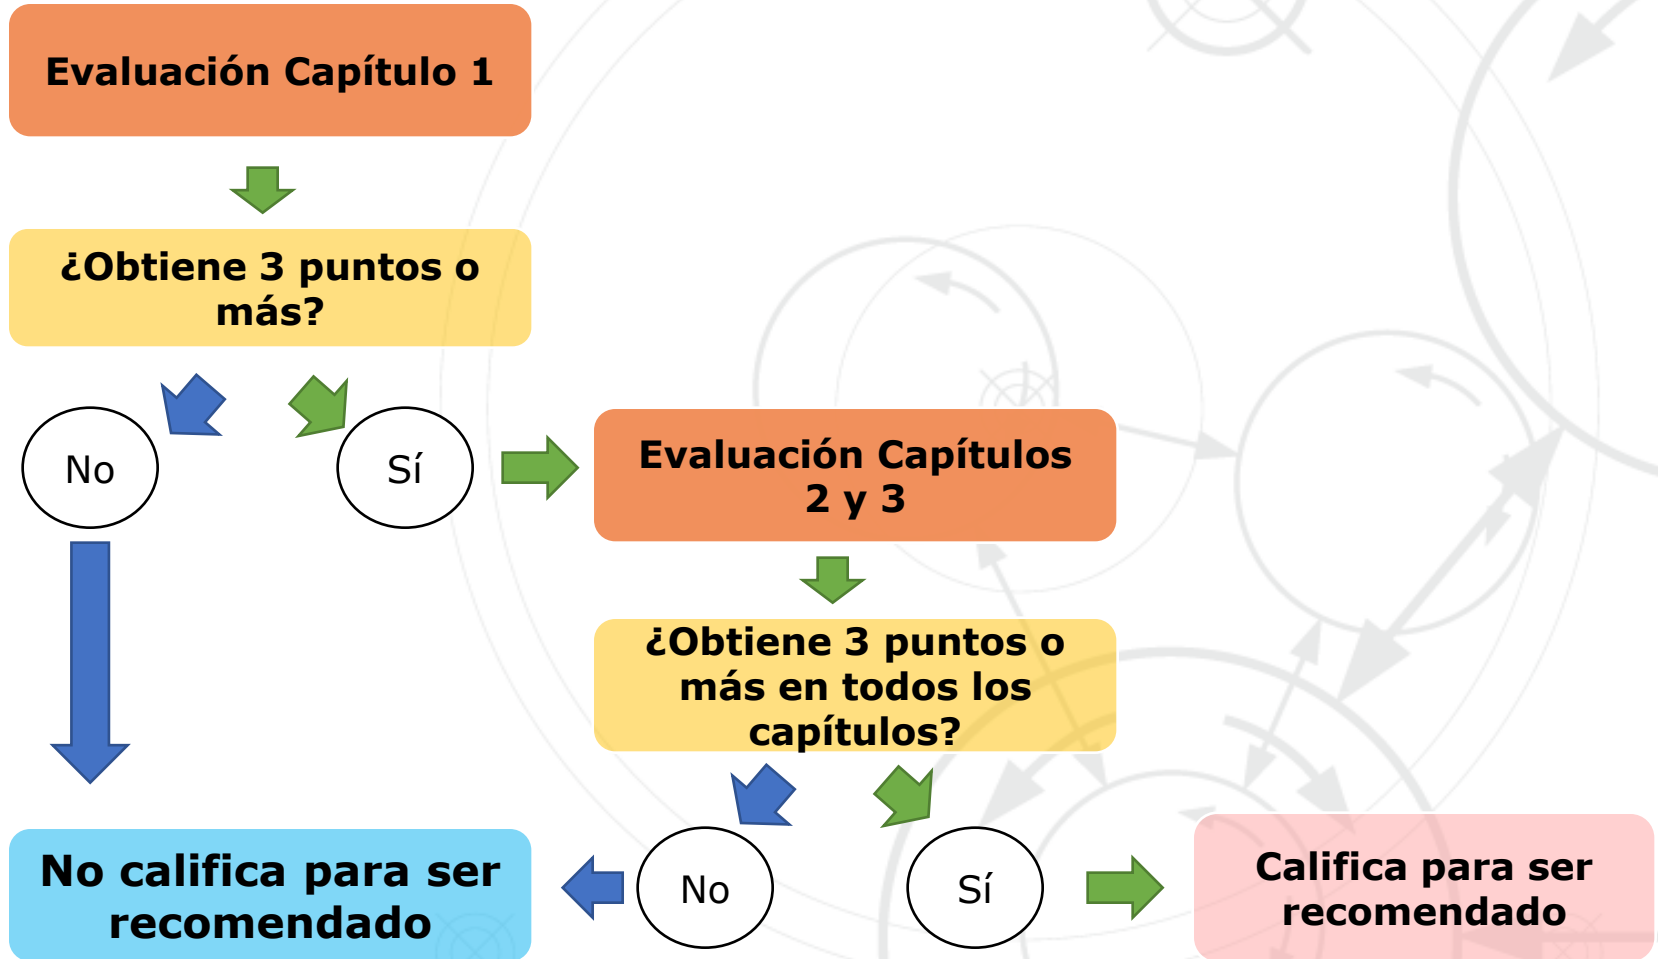 Evaluación Capítulo 1
¿Obtiene 3 puntos o
más?
No
Sí
Evaluación Capítulos
2 y 3
¿Obtiene 3 puntos o
más en todos los
capítulos?
No califica para ser
recomendado
No
Sí
Califica para ser
recomendado